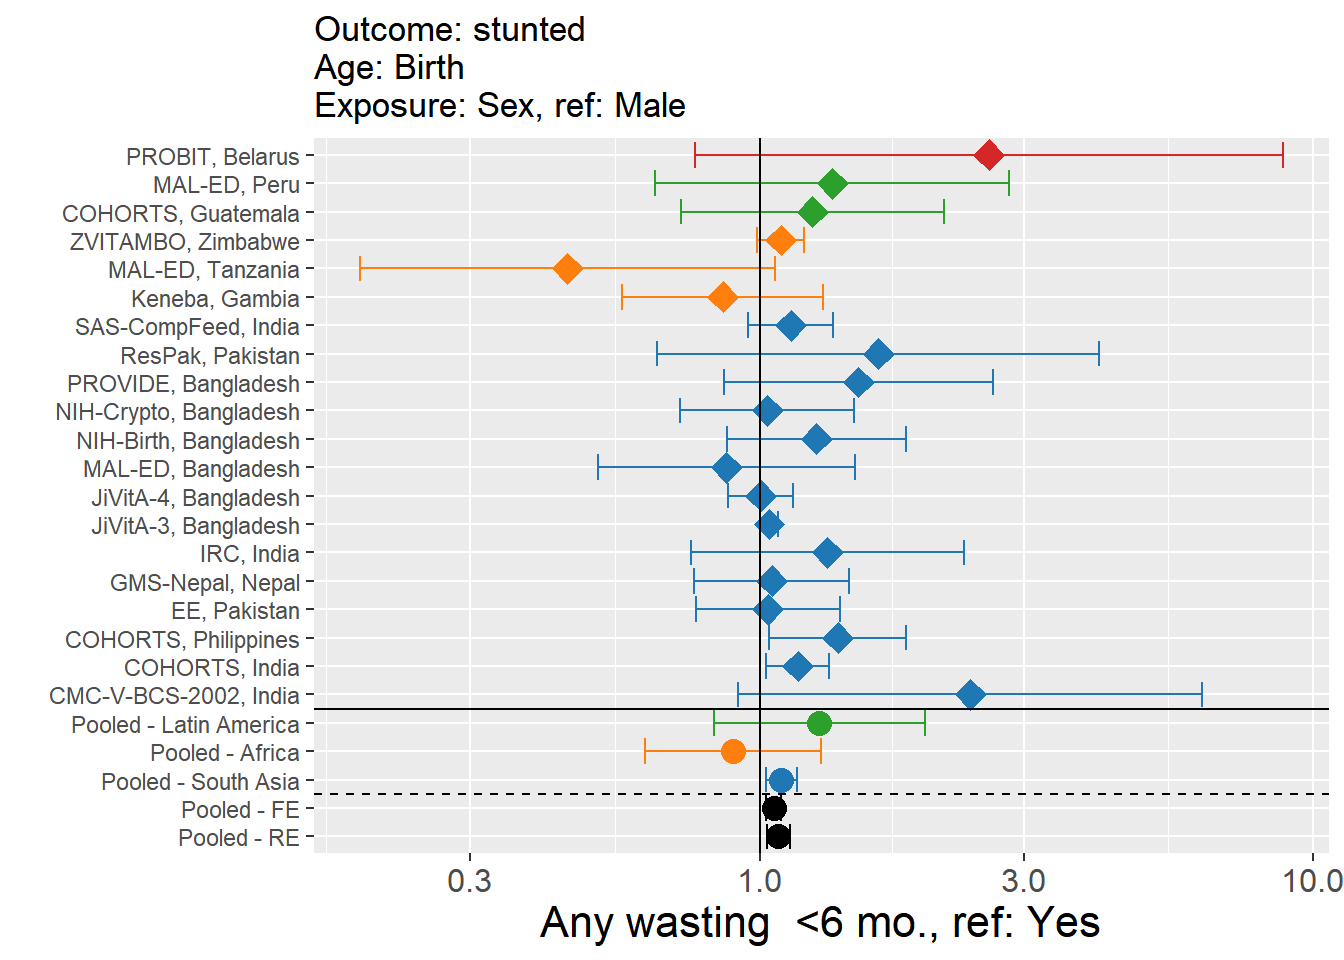 Outcome: stunted
Age: Birth
Exposure: Sex, ref: Male
PROBIT, Belarus
MAL-ED, Peru
COHORTS, Guatemala
ZVITAMBO, Zimbabwe
MAL-ED, Tanzania
Keneba, Gambia
SAS-CompFeed, India
ResPak, Pakistan
PROVIDE, Bangladesh
NIH-Crypto, Bangladesh
NIH-Birth, Bangladesh
MAL-ED, Bangladesh
JiVitA-4, Bangladesh
JiVitA-3, Bangladesh
IRC, India
GMS-Nepal, Nepal
EE, Pakistan
COHORTS, Philippines
COHORTS, India
CMC-V-BCS-2002, India
Pooled - Latin America
Pooled - Africa
Pooled - South Asia
Pooled - FE
Pooled - RE
0.3 1.0 3.0 10.0
Any wasting  <6 mo., ref: Yes